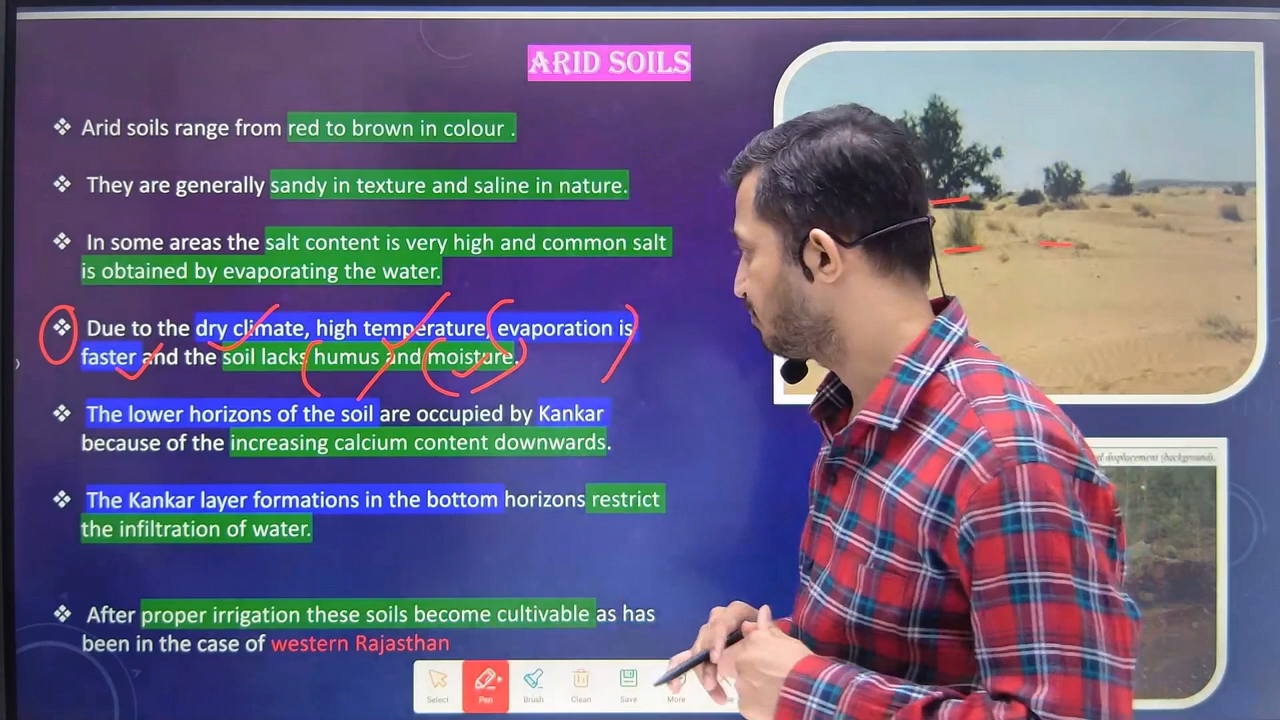 ARID SOILS
❖ Arid soils range from red to brown in colour .
❖ They are generally sandy in texture and saline in nature.
❖ In some areas the salt content is very high and common salt
is obtained by evaporating the water.
❖ Due to the dry climate, high temperature, evaporation is
faster and the soil lacks humus and moisture.
❖ The lower horizons of the soil are occupied by Kankar
because of the increasing calcium content downwards.
❖ The Kankar layer formations in the bottom horizons restrict
the infiltration of water.
❖ After proper irrigation these soils become cultivable as has
been in the case of western Rajasthan
displacement (background).
Select Pen Brush Clean Save More